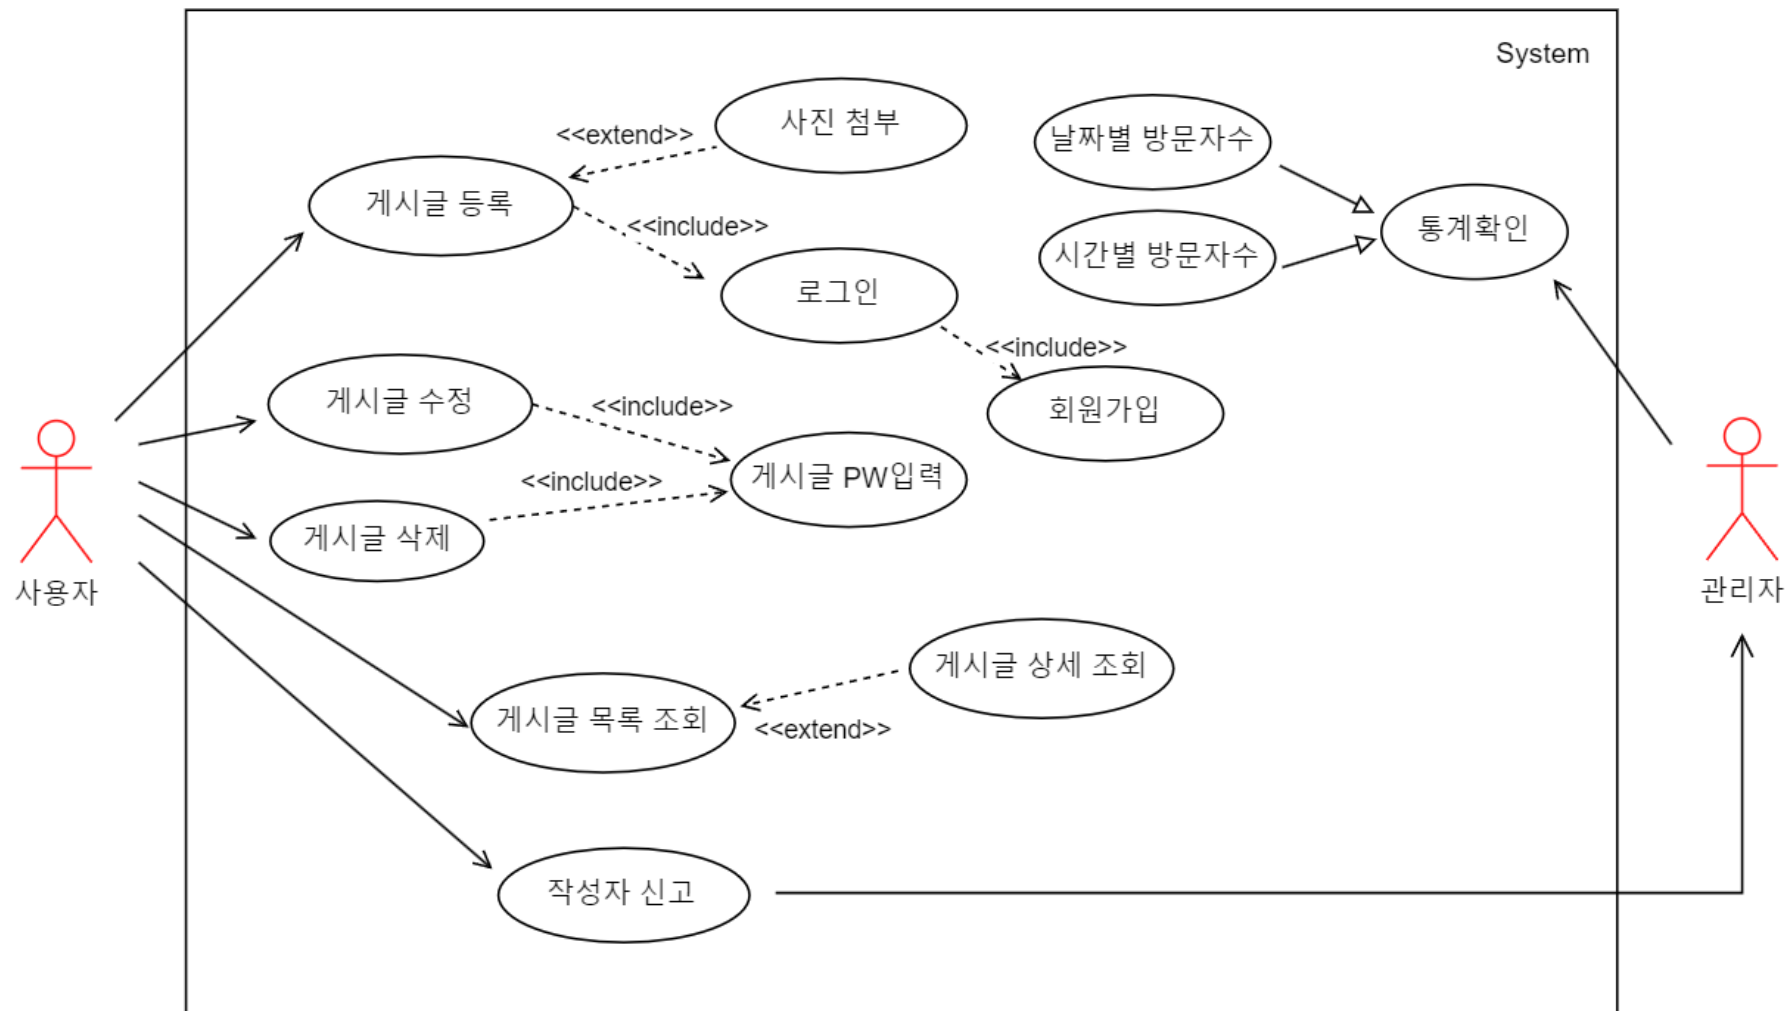 System
사진 첨부
날짜별 방문자수
<<extend>>
게시글 등록
<<include>>
통계확인
시간별 방문자수
로그인
<<include>>
게시글 수정
<<include>>
회원가입
게시글 PW입력
<<include>>
게시글 삭제
사용자
관리자
게시글 상세 조회
게시글 목록 조회
<<extend>>
작성자 신고